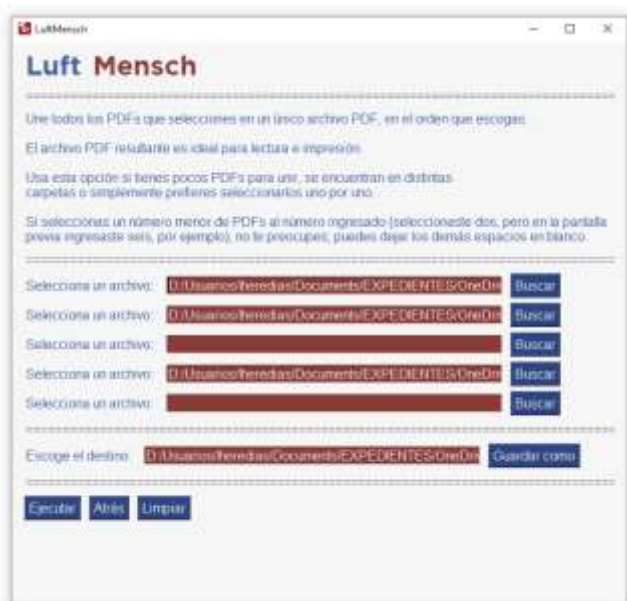 LuftMensch
Luft Mensch
Une todos los PDFs que selecciones en un único archivo PDF, en el orden que escogas.
El archivo PDF resultante es ideal para lectura e impresión.
Usa esta opción si tienes pocos PDFs para unir, se encuentran en distintas
carpetas o simplemente prefieres seleccionarlos uno por uno.
Si seleccionas un número menor de PDFs al número ingresado (seleccioneste dos, pero en la pantalla
previa ingresaste seis, por ejemplo), no te preocupes, puedes dejar los demás espacios en blanco.
Selecciona un archivo: D:/Usuarios/heredias/Documents/EXPEDIENTES/OneDri Buscar
Selecciona un archivo: D:/Usuarios/heredias/Documents/EXPEDIENTES/OneDri Buscar
Selecciona un archivo: Buscar
Selecciona un archivo: D:/Usuarios/heredias/Documents/EXPEDIENTES/OneDri Buscar
Selecciona un archivo: Buscar
Escoge el destino: D:/Usuarios/heredias/Documents/EXPEDIENTES/OneDri Guardar como
Ejecutar Atrás Limpiar